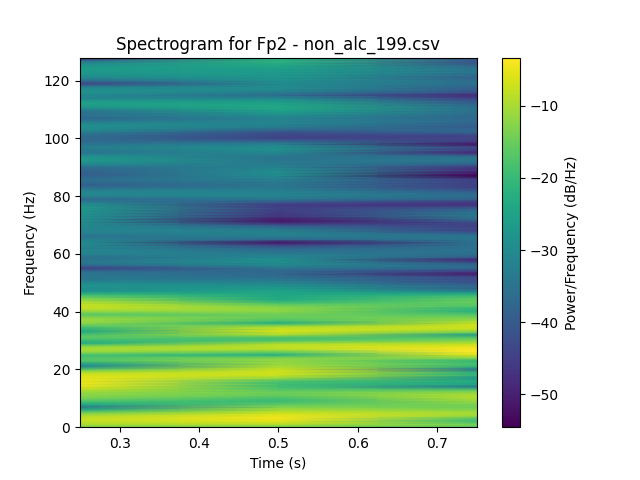 Spectrogram for Fp2 - non_alc_199.csv
Frequency (Hz)
120
100
80
60
40
20
0
0.3 0.4 0.5 0.6 0.7
Time (s)
−10
−20
−30
−40
−50
Power/Frequency (dB/Hz)